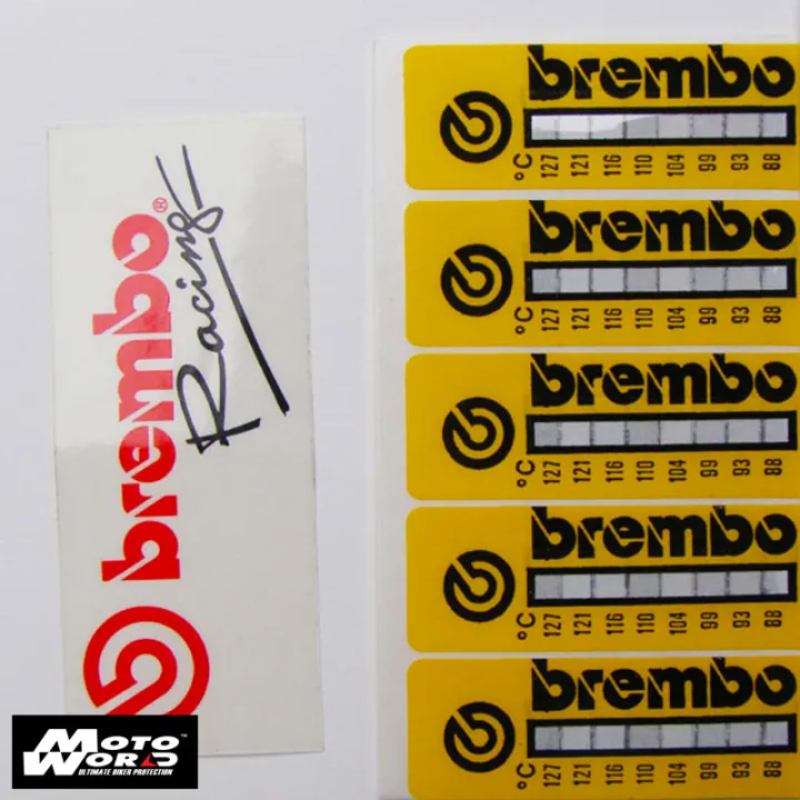 brembo®
Racing
brembo
°C 127 121 116 110 104 99 93 88
brembo
°C 127 121 116 110 104 99 93 88
brembo
°C 127 121 116 110 104 99 93 88
brembo
°C 127 121 116 110 104 99 93 88
brembo
°C 127 121 116 110 104 99 93 88
MOTO
WORLD™
ULTIMATE BIKER PROTECTION